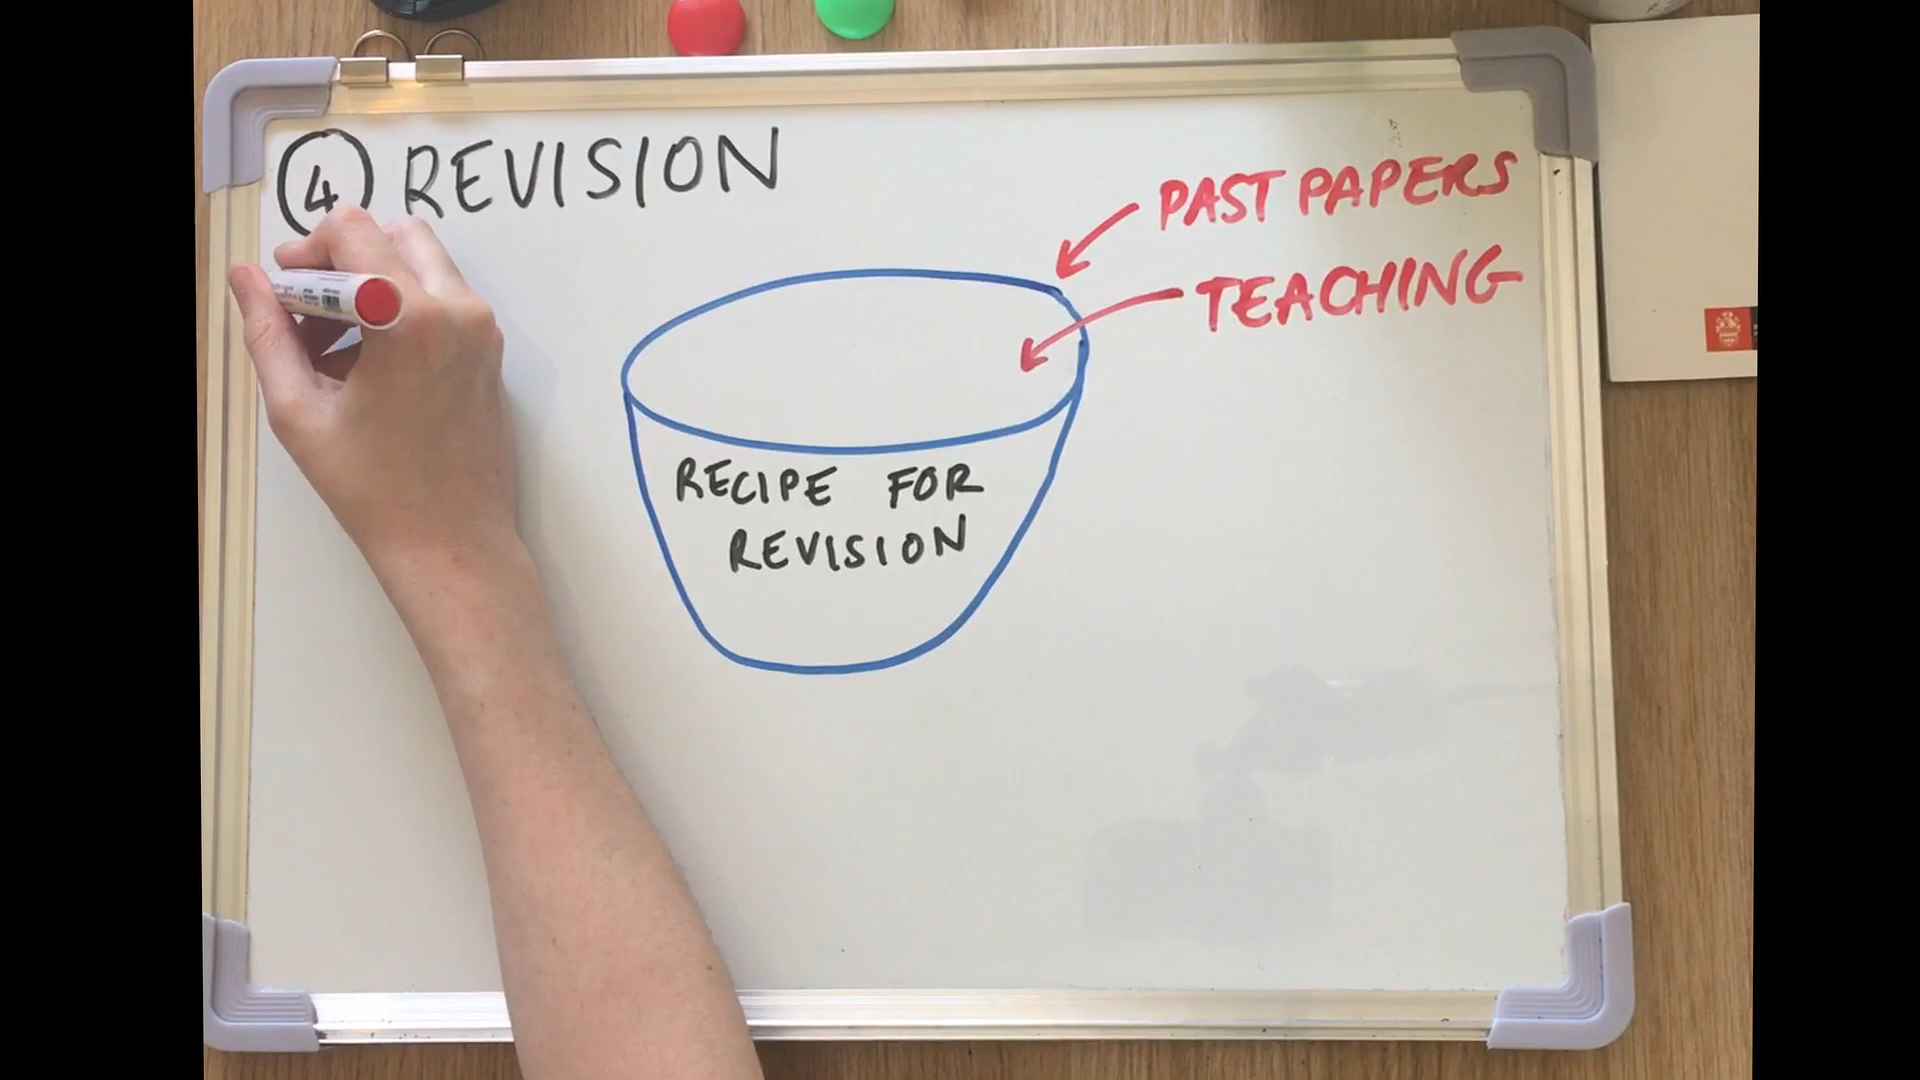 4 REVISION
PAST PAPERS
TEACHING
RECIPE FOR
REVISION